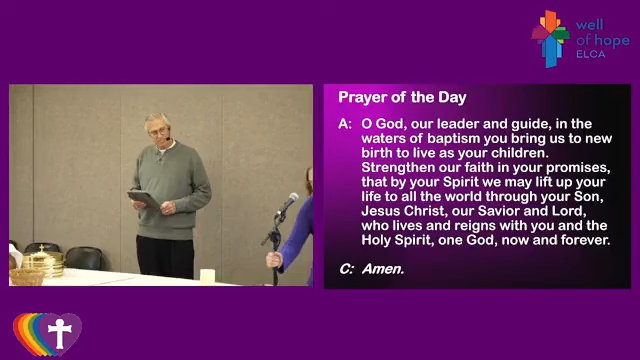 well
of hope
ELCA
Prayer of the Day
A: O God, our leader and guide, in the
waters of baptism you bring us to new
birth to live as your children.
Strengthen our faith in your promises,
that by your Spirit we may lift up your
life to all the world through your Son,
Jesus Christ, our Savior and Lord,
who lives and reigns with you and the
Holy Spirit, one God, now and forever.
C: Amen.